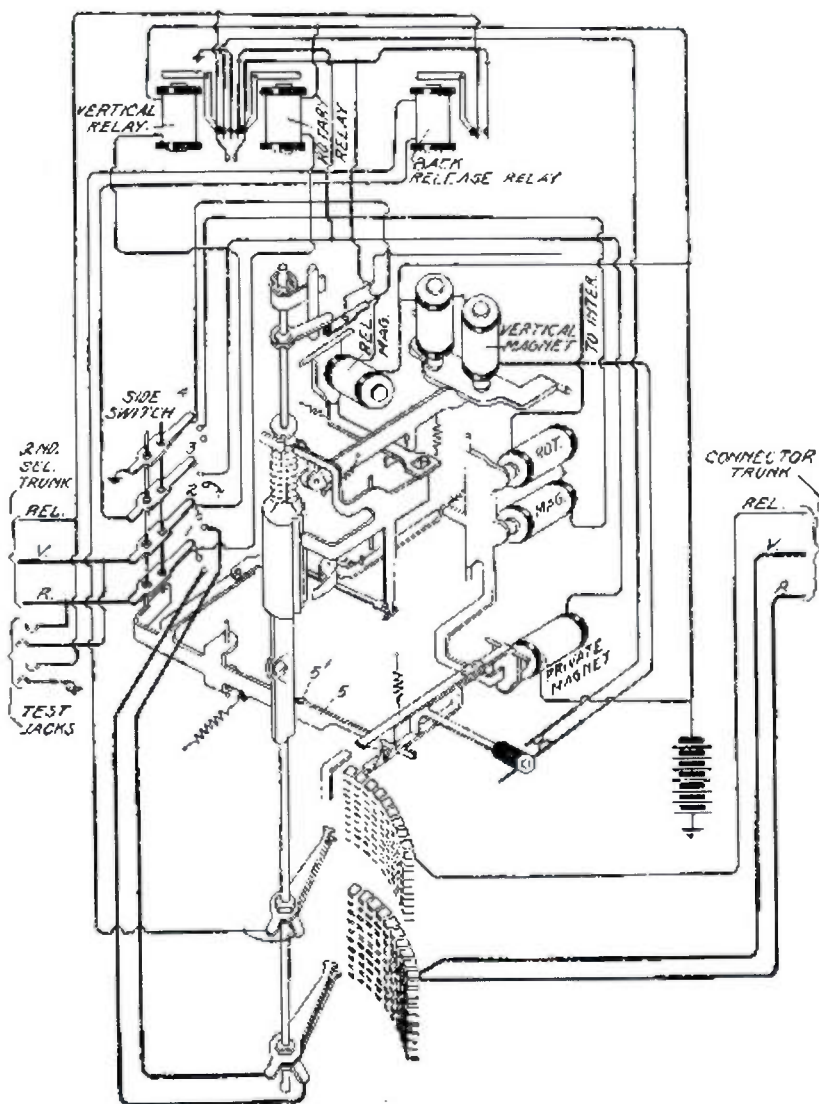 VERTICAL
RELAY.
ROTARY
RELAY
BACK
RELEASE RELAY
REL.
MAG.
VERTICAL
MAGNET
TO INTER.
SIDE
SWITCH
4
3
2
1
2ND.
SEL.
TRUNK
REL.
V.
R.
TEST
JACKS
ROT.
MAG.
CONNECTOR
TRUNK
REL.
V.
R.
PRIVATE
MAGNET
5'
5